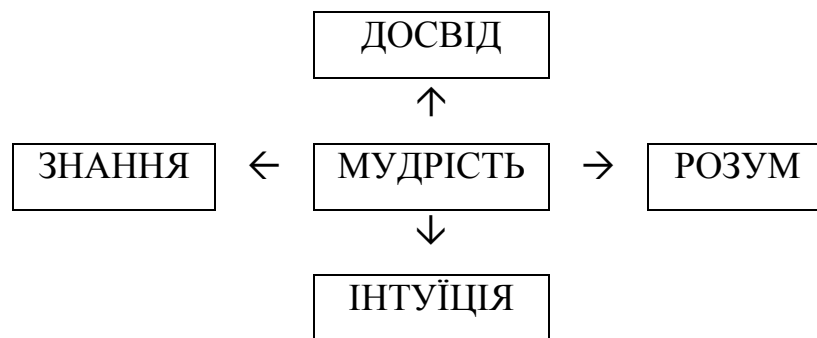 ДОСВІД
↑
ЗНАННЯ ← МУДРІСТЬ → РОЗУМ
↓
ІНТУЇЦІЯ